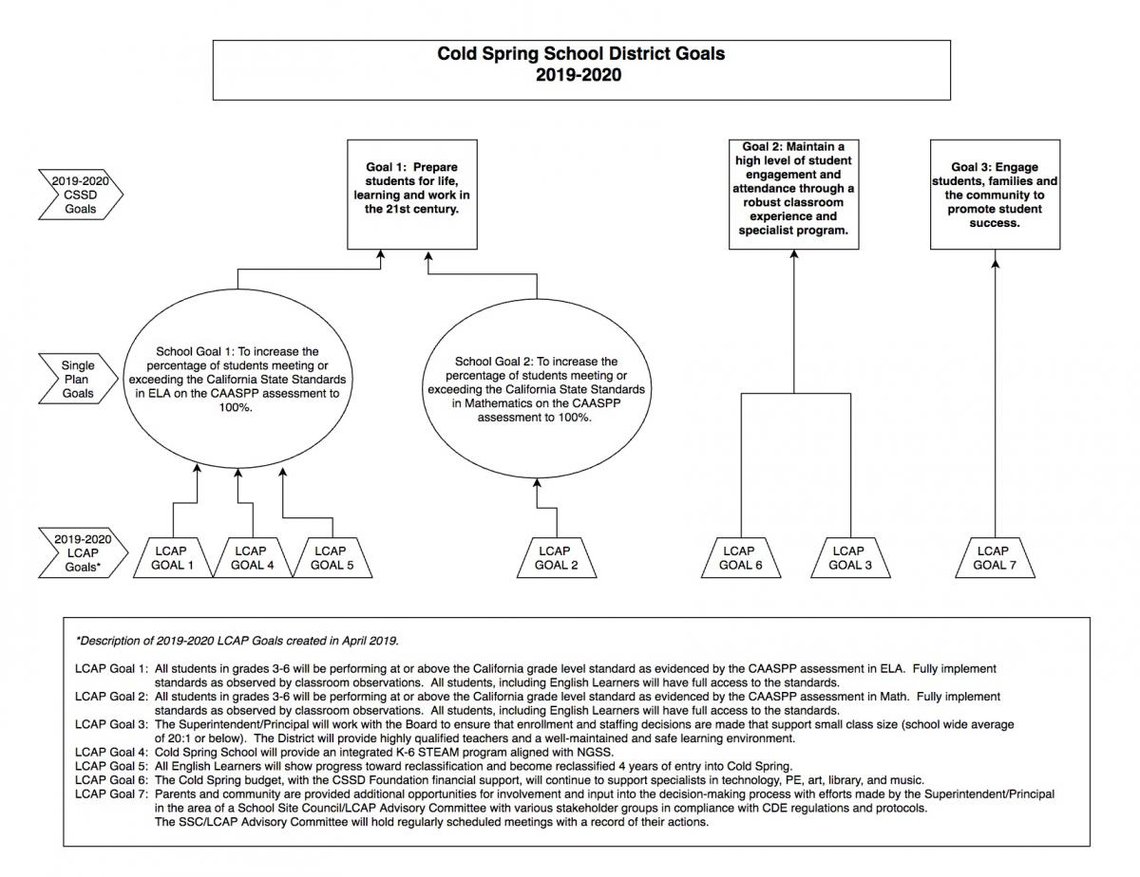 Cold Spring School District Goals
2019-2020
2019-2020
CSSD
Goals
Goal 1:  Prepare
students for life,
learning and work in
the 21st century.
Goal 2: Maintain a
high level of student
engagement and
attendance through a
robust classroom
experience and
specialist program.
Goal 3: Engage
students, families and
the community to
promote student
success.
Single
Plan
Goals
School Goal 1: To increase the
percentage of students meeting or
exceeding the California State Standards
in ELA on the CAASPP assessment to
100%.
School Goal 2: To increase the
percentage of students meeting or
exceeding the California State Standards
in Mathematics on the CAASPP
assessment to 100%.
2019-2020
LCAP
Goals*
LCAP
GOAL 1
LCAP
GOAL 4
LCAP
GOAL 5
LCAP
GOAL 2
LCAP
GOAL 6
LCAP
GOAL 3
LCAP
GOAL 7
*Description of 2019-2020 LCAP Goals created in April 2019.
LCAP Goal 1:  All students in grades 3-6 will be performing at or above the California grade level standard as evidenced by the CAASPP assessment in ELA.  Fully implement
standards as observed by classroom observations.  All students, including English Learners will have full access to the standards.
LCAP Goal 2:  All students in grades 3-6 will be performing at or above the California grade level standard as evidenced by the CAASPP assessment in Math.  Fully implement
standards as observed by classroom observations.  All students, including English Learners will have full access to the standards.
LCAP Goal 3:  The Superintendent/Principal will work with the Board to ensure that enrollment and staffing decisions are made that support small class size (school wide average
of 20:1 or below).  The District will provide highly qualified teachers and a well-maintained and safe learning environment.
LCAP Goal 4:  Cold Spring School will provide an integrated K-6 STEAM program aligned with NGSS.
LCAP Goal 5:  All English Learners will show progress toward reclassification and become reclassified 4 years of entry into Cold Spring.
LCAP Goal 6:  The Cold Spring budget, with the CSSD Foundation financial support, will continue to support specialists in technology, PE, art, library, and music.
LCAP Goal 7:  Parents and community are provided additional opportunities for involvement and input into the decision-making process with efforts made by the Superintendent/Principal
in the area of a School Site Council/LCAP Advisory Committee with various stakeholder groups in compliance with CDE regulations and protocols.
The SSC/LCAP Advisory Committee will hold regularly scheduled meetings with a record of their actions.